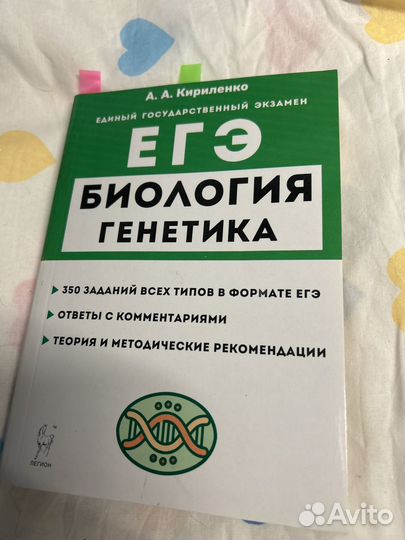 А. А. Кириленко
ЕДИНЫЙ ГОСУДАРСТВЕННЫЙ ЭКЗАМЕН
ЕГЭ
БИОЛОГИЯ
ГЕНЕТИКА
350 ЗАДАНИЙ ВСЕХ ТИПОВ В ФОРМАТЕ ЕГЭ
ОТВЕТЫ С КОММЕНТАРИЯМИ
ТЕОРИЯ И МЕТОДИЧЕСКИЕ РЕКОМЕНДАЦИИ
ЛЕГИОН
Avito